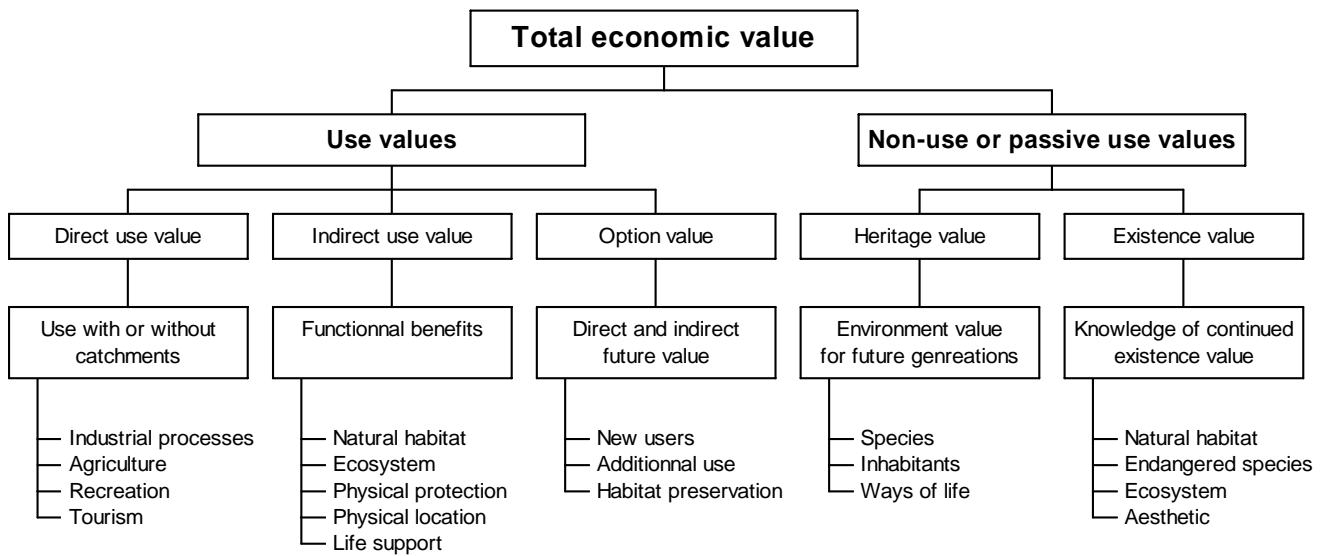 Total economic value
Use values
Non-use or passive use values
Direct use value
Indirect use value
Option value
Heritage value
Existence value
Use with or without
catchments
Functionnal benefits
Direct and indirect
future value
Environment value
for future genreations
Knowledge of continued
existence value
Industrial processes
Agriculture
Recreation
Tourism
Natural habitat
Ecosystem
Physical protection
Physical location
Life support
New users
Additionnal use
Habitat preservation
Species
Inhabitants
Ways of life
Natural habitat
Endangered species
Ecosystem
Aesthetic